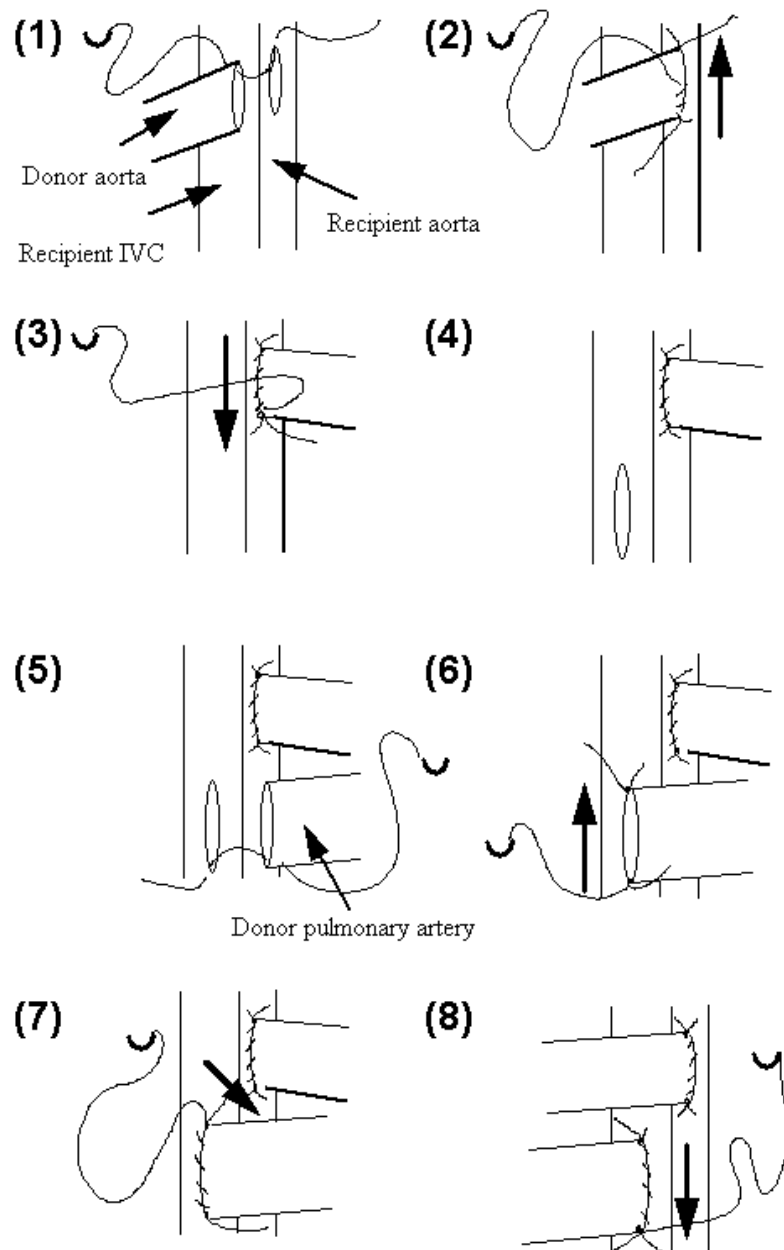 (1)
(2)
Donor aorta
Recipient aorta
Recipient IVC
(3)
(4)
(5)
(6)
Donor pulmonary artery
(7)
(8)